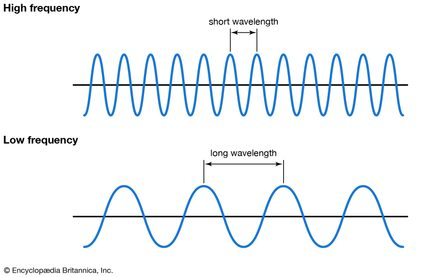 High frequency
short wavelength
Low frequency
long wavelength
© Encyclopædia Britannica, Inc.